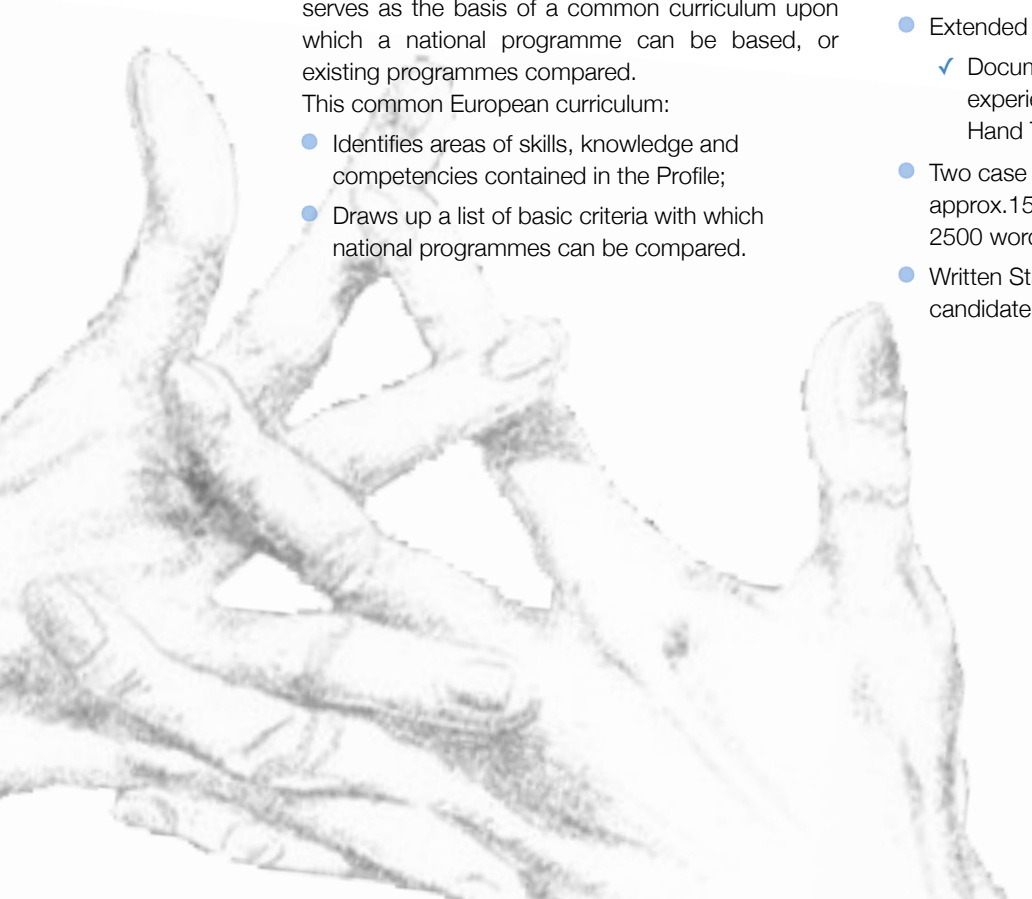 serves as the basis of a common curriculum upon
which a national programme can be based, or
existing programmes compared.
This common European curriculum:
Identifies areas of skills, knowledge and
competencies contained in the Profile;
Draws up a list of basic criteria with which
national programmes can be compared.
Extended
Docum
experie
Hand T
Two case
approx.15
2500 word
Written St
candidate